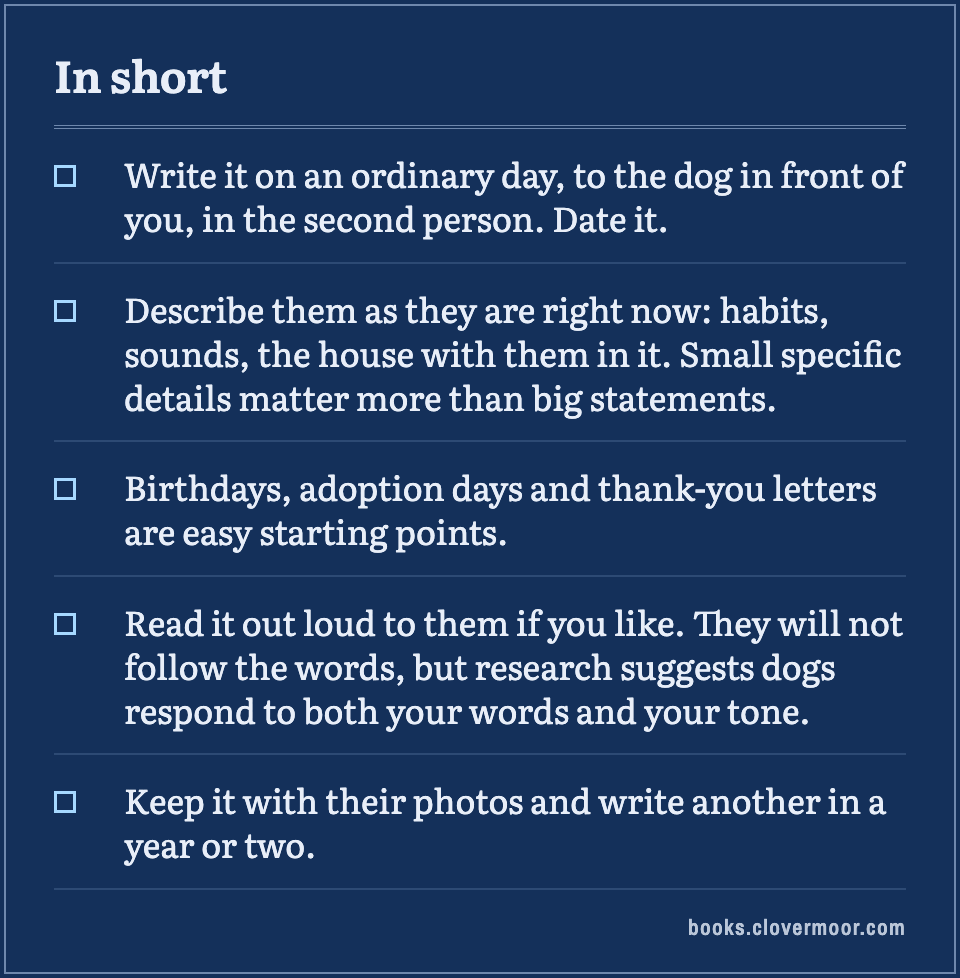 In short
Write it on an ordinary day, to the dog in front of
you, in the second person. Date it.
Describe them as they are right now: habits,
sounds, the house with them in it. Small specific
details matter more than big statements.
Birthdays, adoption days and thank-you letters
are easy starting points.
Read it out loud to them if you like. They will not
follow the words, but research suggests dogs
respond to both your words and your tone.
Keep it with their photos and write another in a
year or two.
books.clovermoor.com